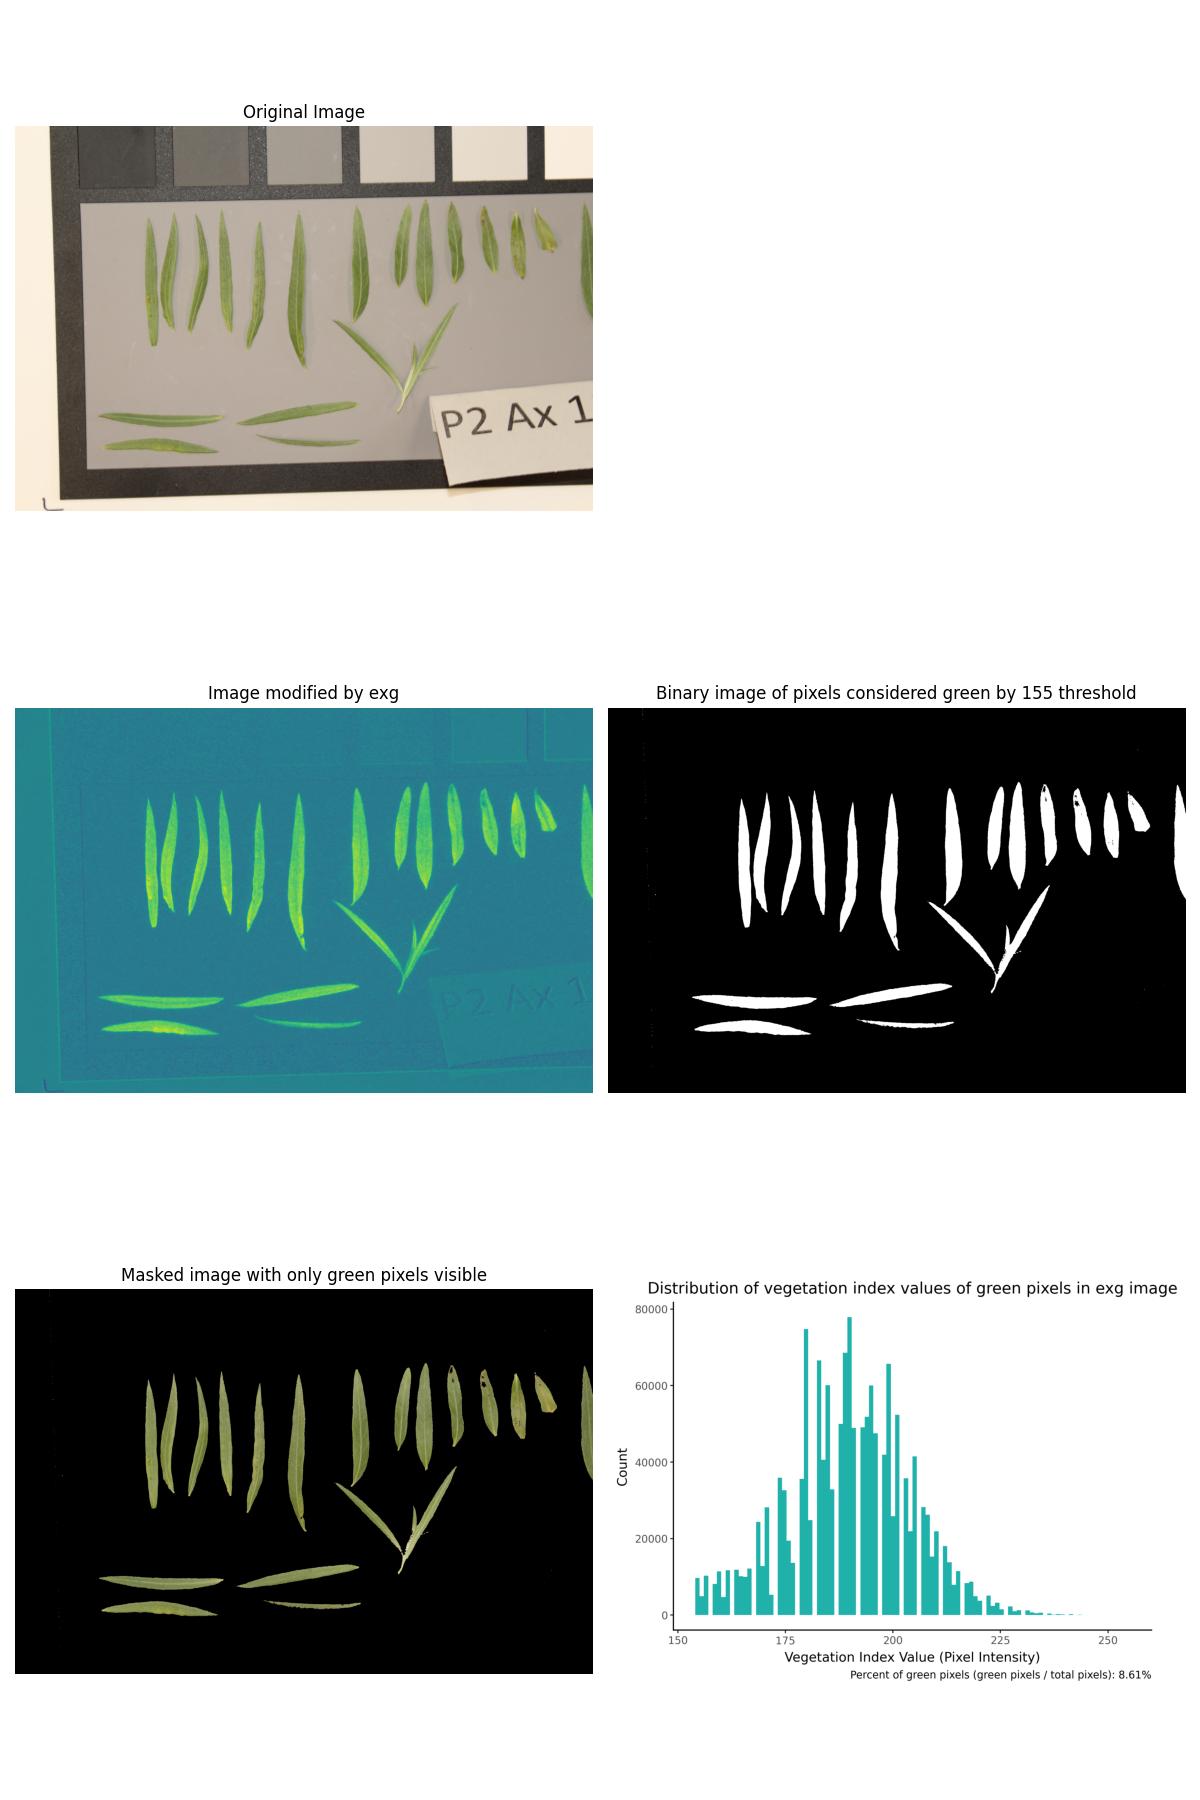 Original Image
P2 Ax 1
Image modified by exg
Binary image of pixels considered green by 155 threshold
P2 Ax 1
Masked image with only green pixels visible
Distribution of vegetation index values of green pixels in exg image
80000
60000
40000
20000
0
Count
150 175 200 225 250
Vegetation Index Value (Pixel Intensity)
Percent of green pixels (green pixels / total pixels): 8.61%